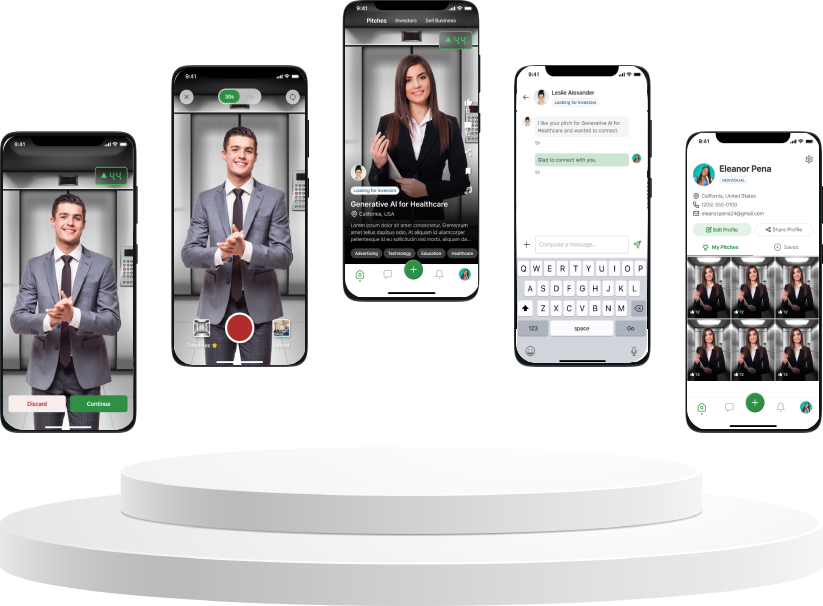 9:41
44
Discard
Continue
9:41
30s
Templates
Upload
9:41
Pitches
Investors
Sell Business
44
Looking for Investors
Generative AI for Healthcare
California, USA
Lorem ipsum dolor sit amet consectetur. Elementum
amet tellus dapibus odio. At aliquam id ullamcorper
pellentesque id eu sollicitudin nisl morbi. aliquam da...
Advertising
Technology
Education
Healthcare
9:41
Leslie Alexander
Looking for Investors
I like your pitch for Generative AI for
Healthcare and wanted to connect.
5h
Glad to connect with you.
5h
Compose a message...
Q W E R T Y U I O P
A S D F G H J K L
Z X C V B N M
123 space Go
9:41
Eleanor Pena
INDIVIDUAL
California, United States
(205) 555-0100
eleanor.pena24@gmail.com
Edit Profile
Share Profile
My Pitches
Saved
12 12 12
12 12 12